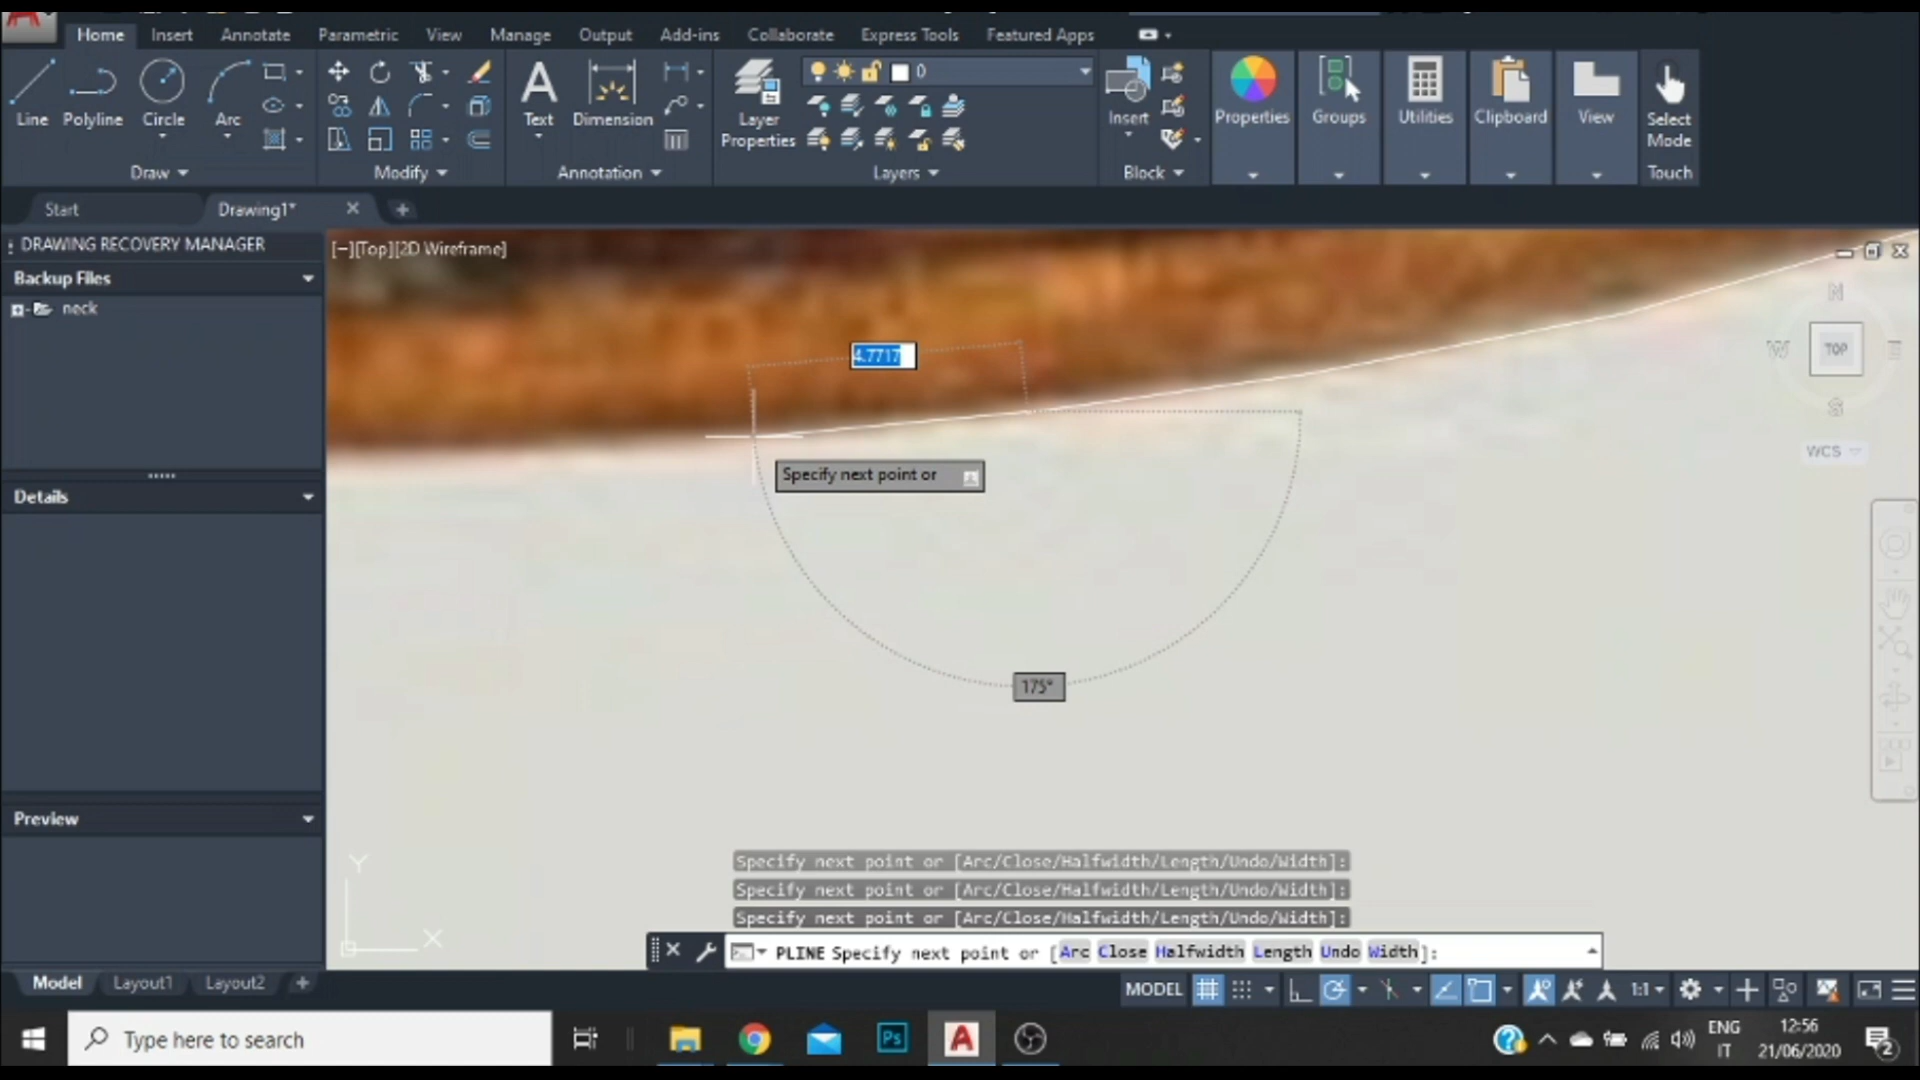 Home Insert Annotate Parametric View Manage Output Add-ins Collaborate Express Tools Featured Apps
0
Line Polyline Circle Arc Text Dimension Layer Properties Insert Properties Groups Utilities Clipboard View Select Mode
Draw Modify Annotation Layers Block Touch
Start Drawing1*
DRAWING RECOVERY MANAGER
[−][Top][2D Wireframe]
Backup Files
neck
N
W TOP E
S
WCS
4.7717
Specify next point or
Details
175°
Preview
Y
X
Specify next point or [Arc/Close/Halfwidth/Length/Undo/Width]:
Specify next point or [Arc/Close/Halfwidth/Length/Undo/Width]:
Specify next point or [Arc/Close/Halfwidth/Length/Undo/Width]:
PLINE Specify next point or [Arc Close Halfwidth Length Undo Width]:
Model Layout1 Layout2 +
MODEL 1:1
Type here to search
Ps
A
ENG
IT
12:56
21/06/2020
2